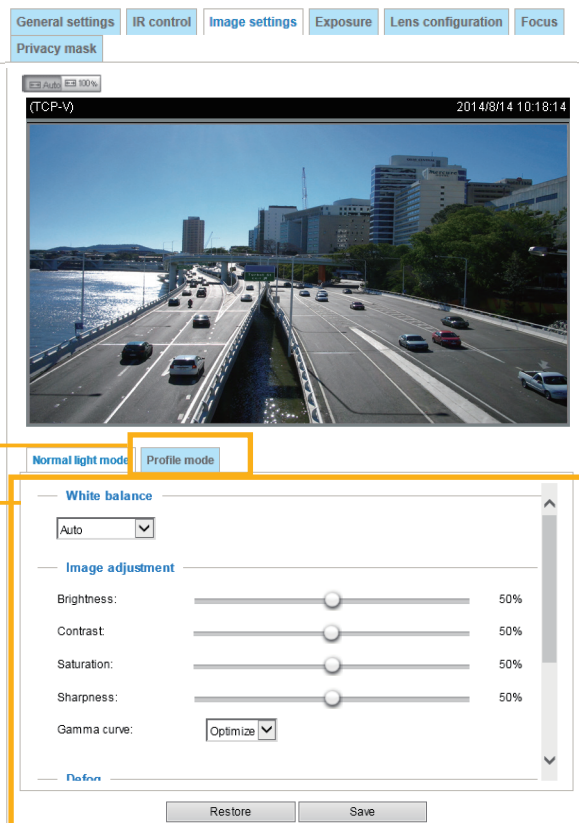 General settings IR control Image settings Exposure Lens configuration Focus
Privacy mask
Auto 100%
(TCP-V) 2014/8/14 10:18:14
Normal light mode Profile mode
White balance
Auto
Image adjustment
Brightness: 50%
Contrast: 50%
Saturation: 50%
Sharpness: 50%
Gamma curve: Optimize
Defog
Restore Save